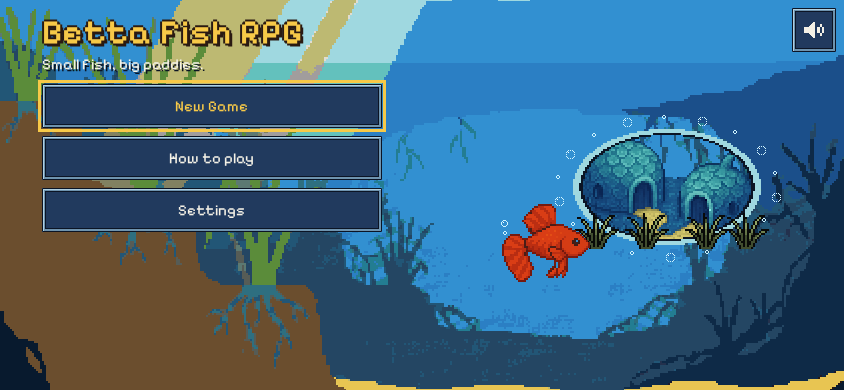 Betta Fish RPG
Small fish, big paddies.
New Game
How to play
Settings